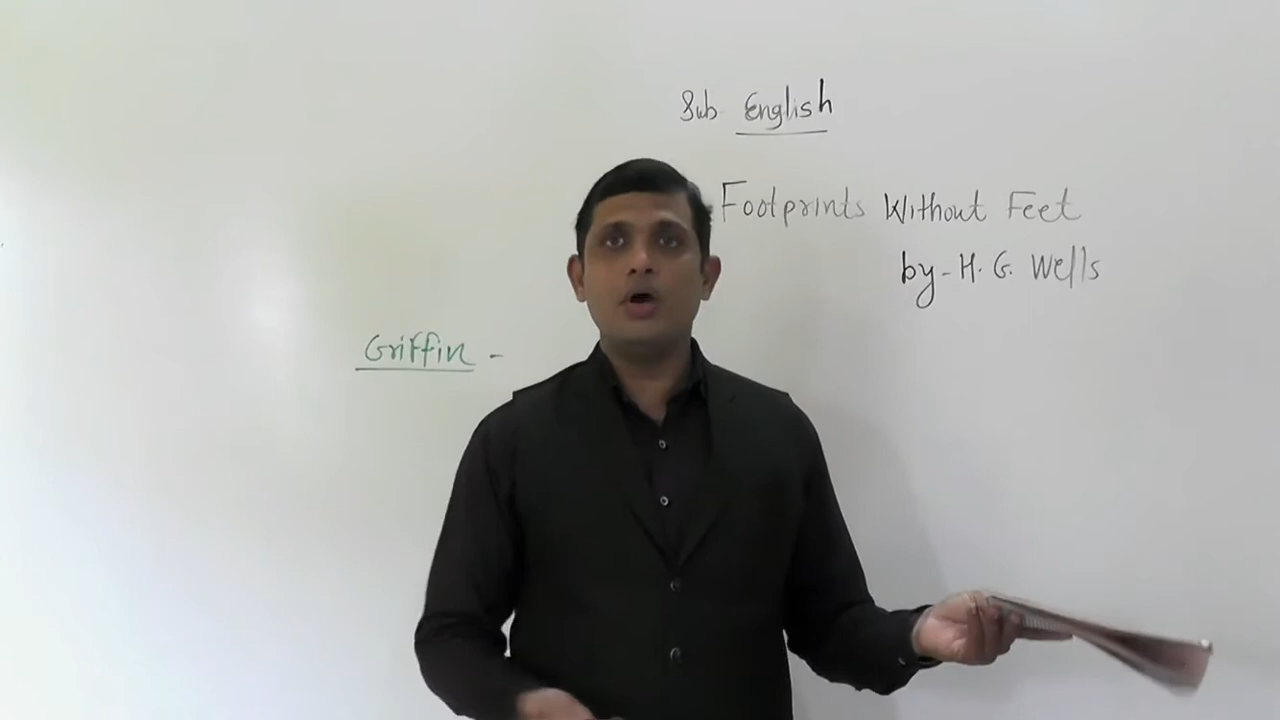 Sub English
Footprints Without Feet
by - H. G. Wells
Griffin -